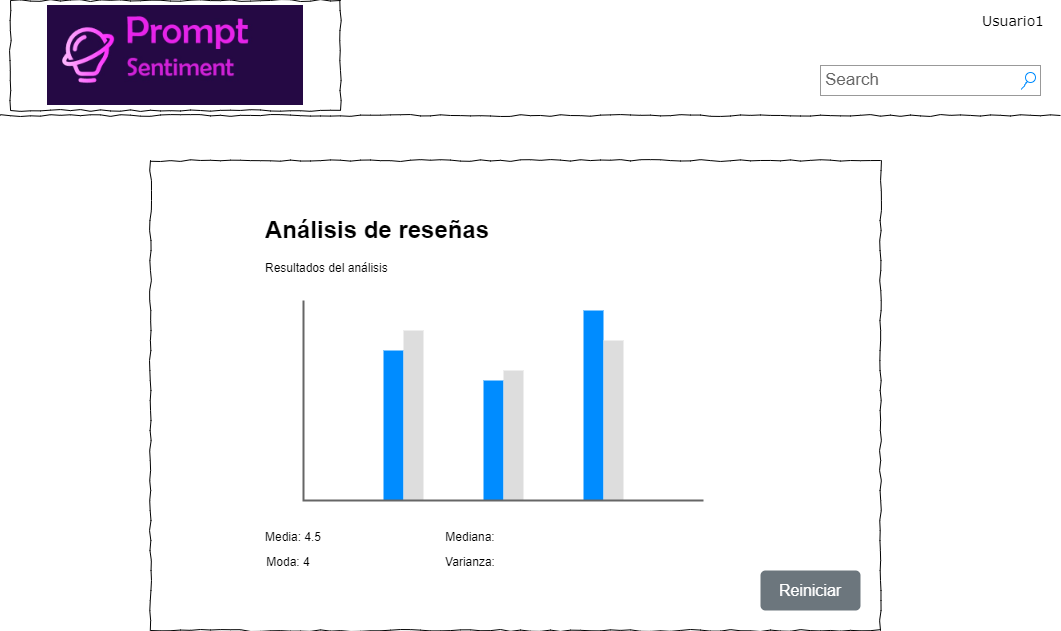 Prompt
Sentiment
Usuario1
Search
Análisis de reseñas
Resultados del análisis
Media: 4.5
Mediana:
Moda: 4
Varianza:
Reiniciar